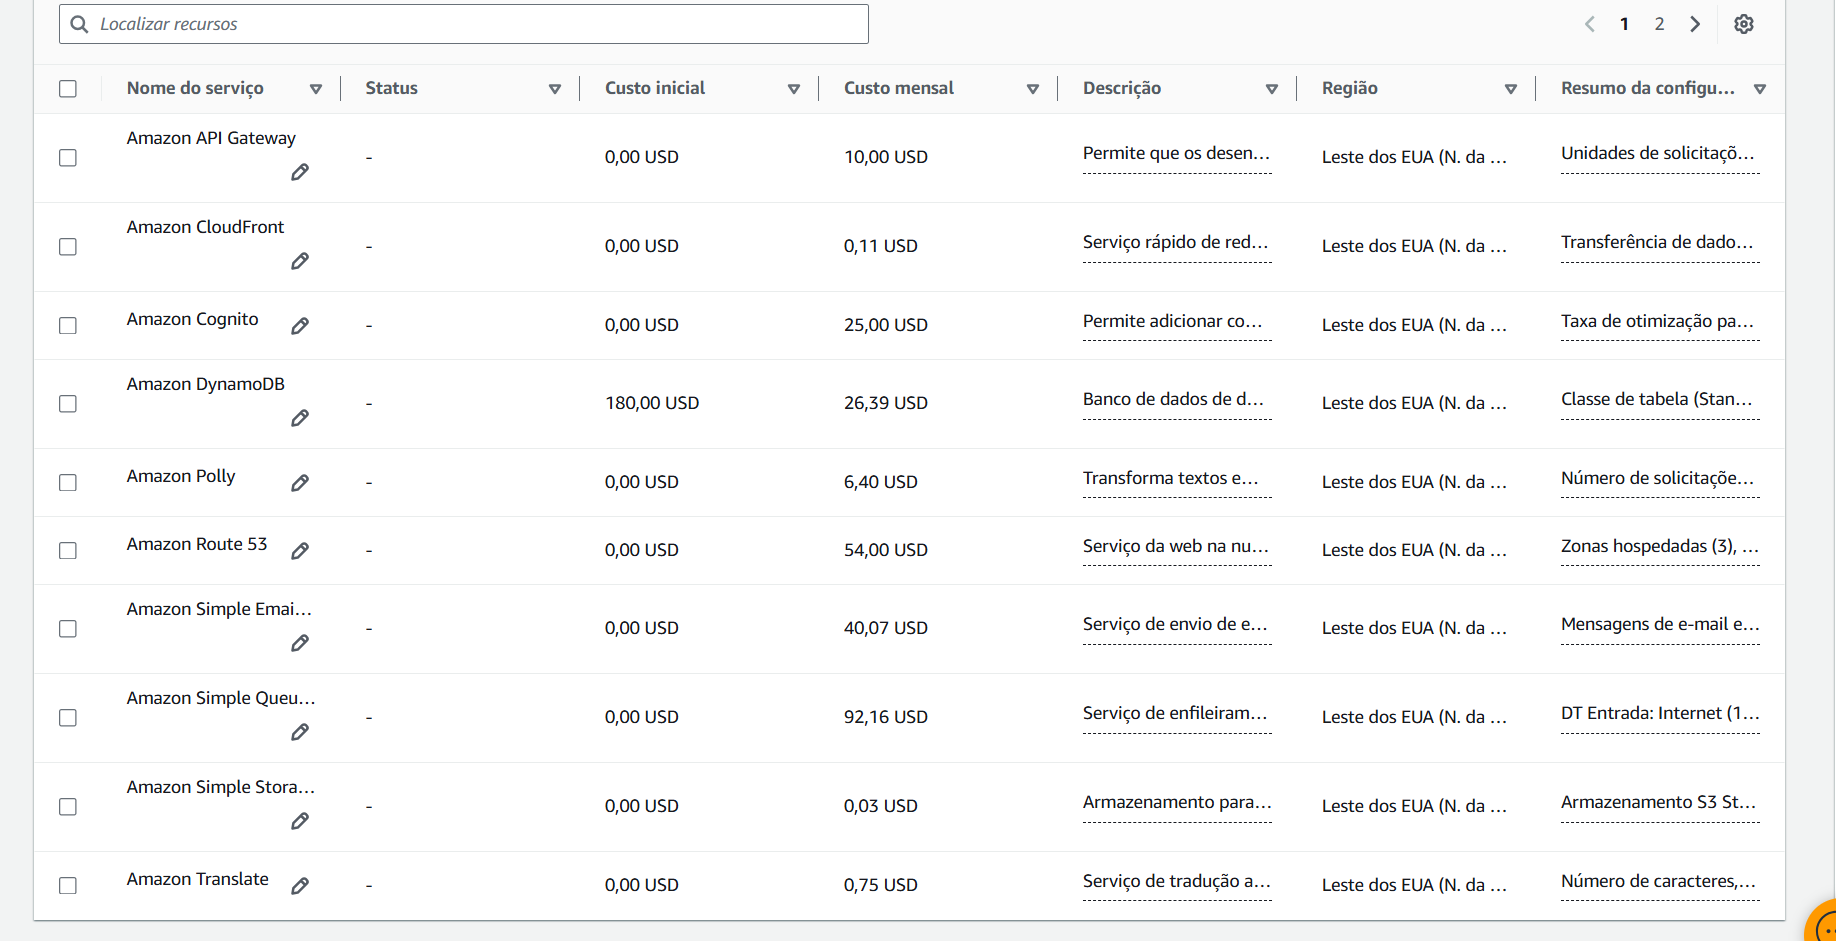 Localizar recursos
1 2
Nome do serviço Status Custo inicial Custo mensal Descrição Região Resumo da configu...
Amazon API Gateway - 0,00 USD 10,00 USD Permite que os desen... Leste dos EUA (N. da ... Unidades de solicitaçõ...
Amazon CloudFront - 0,00 USD 0,11 USD Serviço rápido de red... Leste dos EUA (N. da ... Transferência de dado...
Amazon Cognito - 0,00 USD 25,00 USD Permite adicionar co... Leste dos EUA (N. da ... Taxa de otimização pa...
Amazon DynamoDB - 180,00 USD 26,39 USD Banco de dados de d... Leste dos EUA (N. da ... Classe de tabela (Stan...
Amazon Polly - 0,00 USD 6,40 USD Transforma textos e... Leste dos EUA (N. da ... Número de solicitaçõe...
Amazon Route 53 - 0,00 USD 54,00 USD Serviço da web na nu... Leste dos EUA (N. da ... Zonas hospedadas (3), ...
Amazon Simple Emai... - 0,00 USD 40,07 USD Serviço de envio de e... Leste dos EUA (N. da ... Mensagens de e-mail e...
Amazon Simple Queu... - 0,00 USD 92,16 USD Serviço de enfileiram... Leste dos EUA (N. da ... DT Entrada: Internet (1...
Amazon Simple Stora... - 0,00 USD 0,03 USD Armazenamento para... Leste dos EUA (N. da ... Armazenamento S3 St...
Amazon Translate - 0,00 USD 0,75 USD Serviço de tradução a... Leste dos EUA (N. da ... Número de caracteres,...